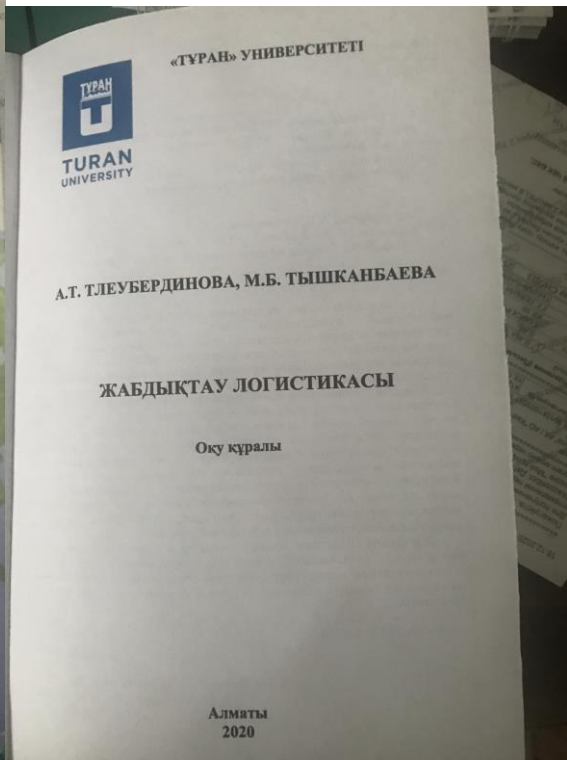 «ТҰРАН» УНИВЕРСИТЕТІ
ТҰРАН
TURAN
UNIVERSITY
А.Т. ТЛЕУБЕРДИНОВА, М.Б. ТЫШКАНБАЕВА
ЖАБДЫҚТАУ ЛОГИСТИКАСЫ
Оқу құралы
Алматы
2020